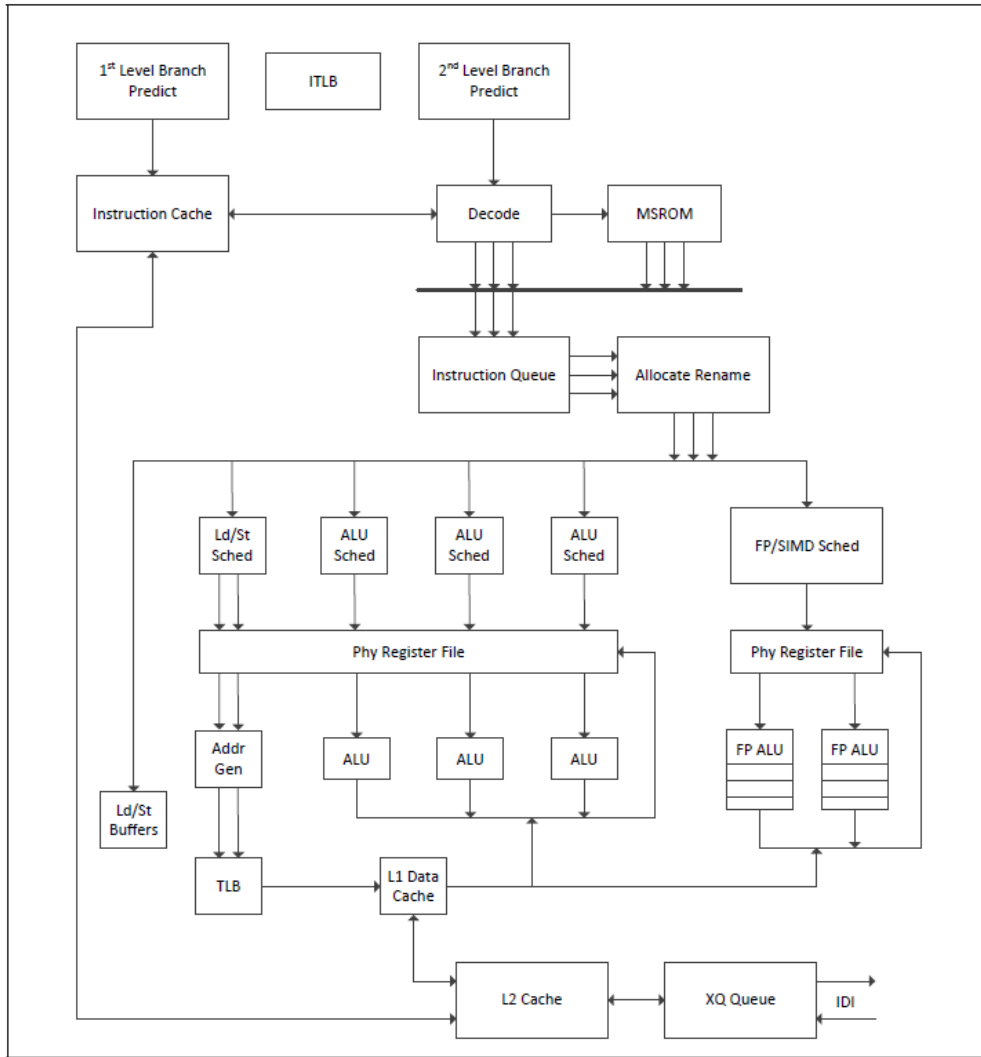 1st Level Branch
Predict
ITLB
2nd Level Branch
Predict
Instruction Cache
Decode
MSROM
Instruction Queue
Allocate Rename
Ld/St
Sched
ALU
Sched
ALU
Sched
ALU
Sched
FP/SIMD Sched
Phy Register File
Phy Register File
Addr
Gen
ALU
ALU
ALU
FP ALU
FP ALU
Ld/St
Buffers
TLB
L1 Data
Cache
L2 Cache
XQ Queue
IDI